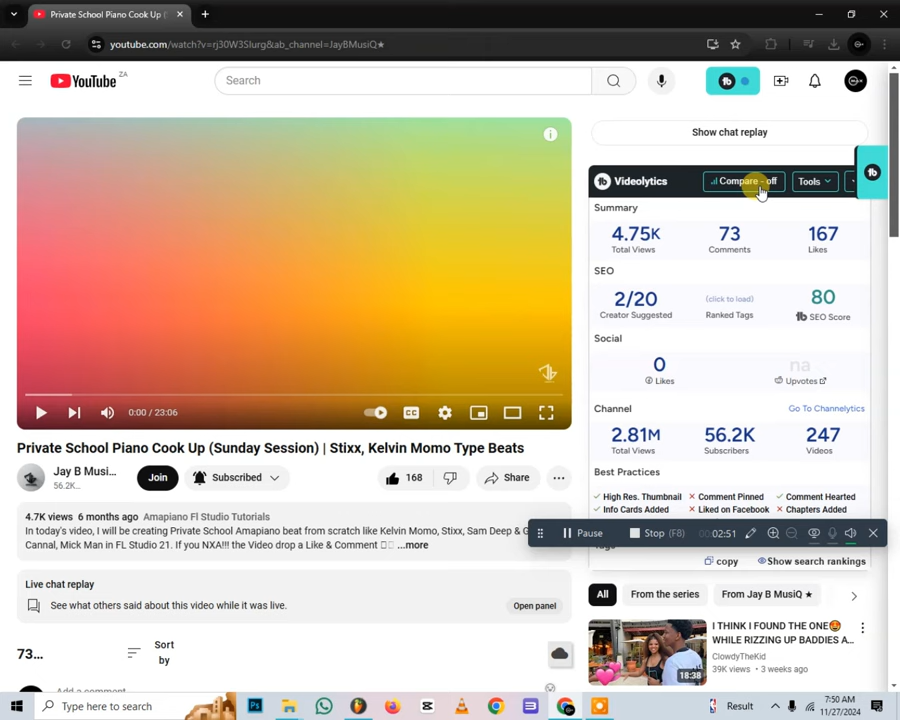 Private School Piano Cook Up (
youtube.com/watch?v=rj30W3Slurg&ab_channel=JayBMusiQ★
YouTube ZA
Search
Show chat replay
Videolytics
Compare - off
Tools
Summary
4.75K
Total Views
73
Comments
167
Likes
SEO
2/20
Creator Suggested
(click to load)
Ranked Tags
80
SEO Score
Social
0
Likes
na
Upvotes
Channel
Go To Channelytics
2.81M
Total Views
56.2K
Subscribers
247
Videos
Best Practices
High Res. Thumbnail
Comment Pinned
Comment Hearted
Info Cards Added
Liked on Facebook
Chapters Added
0:00 / 23:06
Private School Piano Cook Up (Sunday Session) | Stixx, Kelvin Momo Type Beats
Jay B Musi...
56.2K...
Join
Subscribed
168
Share
4.7K views 6 months ago Amapiano Fl Studio Tutorials
In today's video, I will be creating Private School Amapiano beat from scratch like Kelvin Momo, Stixx, Sam Deep & G
Cannal, Mick Man in FL Studio 21. If you NXA!!! the Video drop a Like & Comment ...more
Pause
Stop (F8)
00:02:51
copy
Show search rankings
Live chat replay
See what others said about this video while it was live.
Open panel
All
From the series
From Jay B MusiQ ★
73...
Sort
by
Add a comment
I THINK I FOUND THE ONE🥰
WHILE RIZZING UP BADDIES A...
ClowdyTheKid
39K views • 3 weeks ago
18:38
Type here to search
Result
7:50 AM
11/27/2024